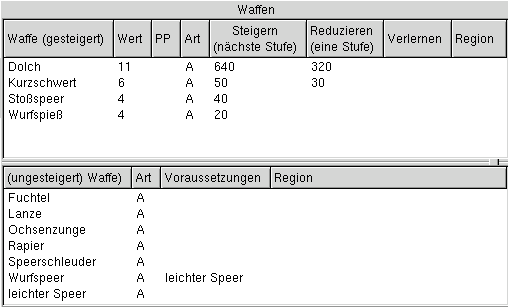 Waffen
Waffe (gesteigert) Wert PP Art Steigern (nächste Stufe) Reduzieren (eine Stufe) Verlernen Region
Dolch 11 A 640 320
Kurzschwert 6 A 50 30
Stoßspeer 4 A 40
Wurfspieß 4 A 20
(ungesteigert) Waffe) Art Voraussetzungen Region
Fuchtel A
Lanze A
Ochsenzunge A
Rapier A
Speerschleuder A
Wurfspeer A leichter Speer
leichter Speer A